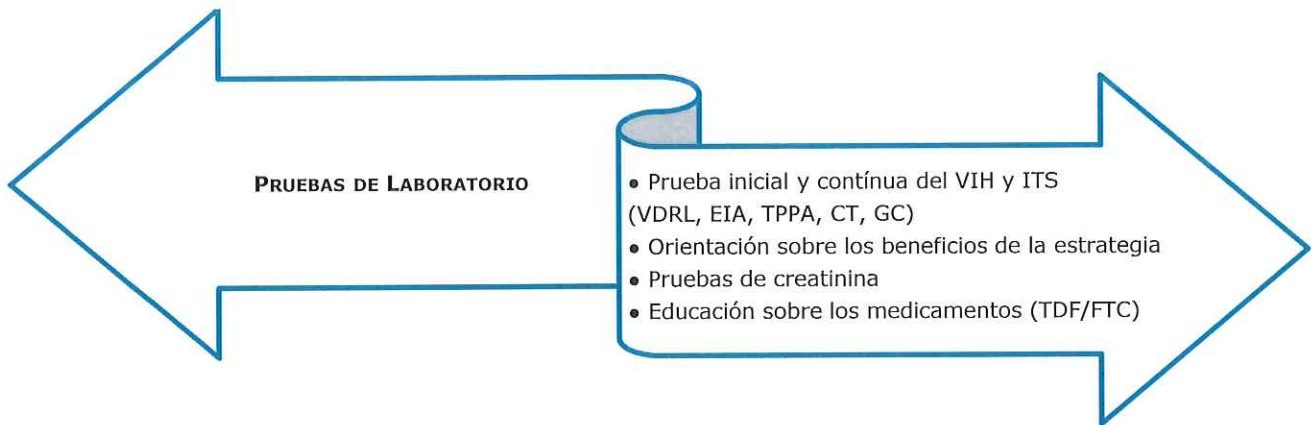 PRUEBAS DE LABORATORIO
• Prueba inicial y contínua del VIH y ITS
(VDRL, EIA, TPPA, CT, GC)
• Orientación sobre los beneficios de la estrategia
• Pruebas de creatinina
• Educación sobre los medicamentos (TDF/FTC)